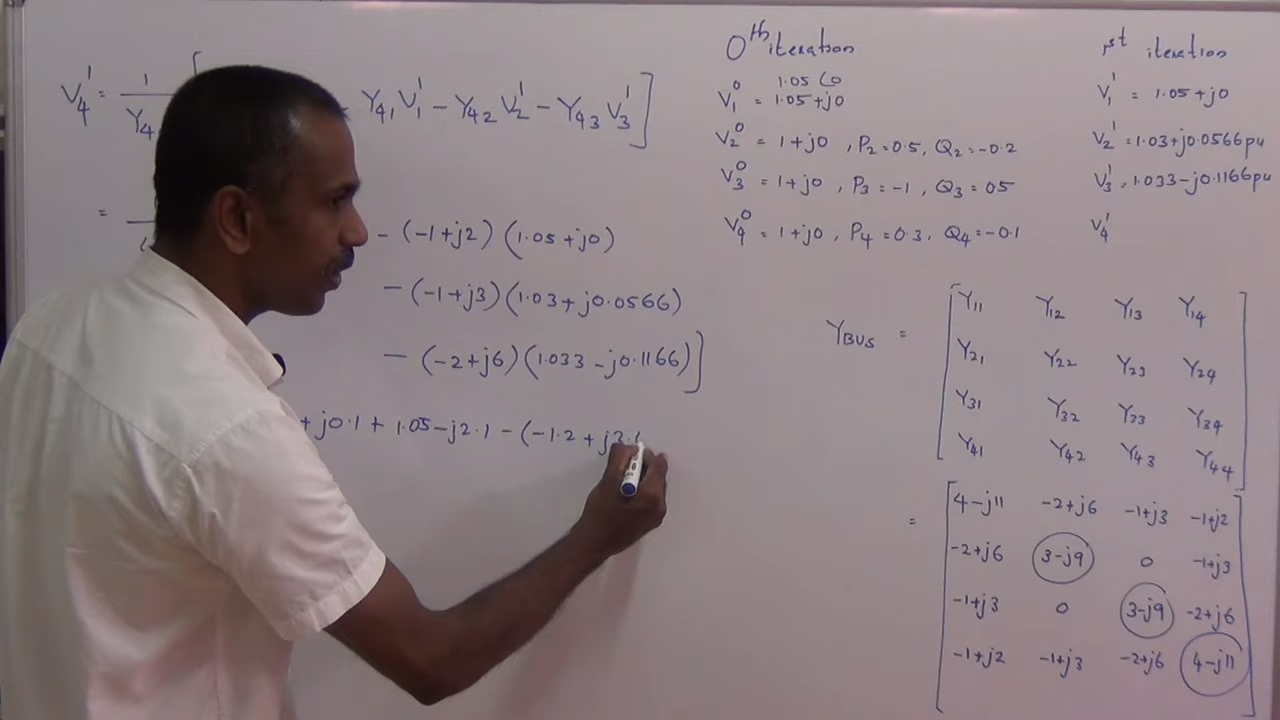 V₄¹ = 1/Y₄ [ - Y₄₁ V₁¹ - Y₄₂ V₂¹ - Y₄₃ V₃¹ ]
= - (-1+j2) (1.05 +j0)
- (-1+j3) (1.03 + j0.0566)
- (-2+j6) (1.033 - j0.1166) ]
+ j0.1 + 1.05 - j2.1 - (-1.2 + j3.
0th iteration
1.05 ∠0
V₁⁰ = 1.05+j0
V₂⁰ = 1+j0 , P₂ = 0.5, Q₂ = -0.2
V₃⁰ = 1+j0 , P₃ = -1 , Q₃ = 05
V₄⁰ = 1+j0 , P₄ = 0.3, Q₄ = -0.1
1st iteration
V₁¹ = 1.05 +j0
V₂¹ = 1.03+j0.0566pu
V₃¹ = 1.033 - j0.1166 pu
V₄¹
Y_BUS = [ Y₁₁ Y₁₂ Y₁₃ Y₁₄
Y₂₁ Y₂₂ Y₂₃ Y₂₄
Y₃₁ Y₃₂ Y₃₃ Y₃₄
Y₄₁ Y₄₂ Y₄₃ Y₄₄ ]
= [ 4-j11 -2+j6 -1+j3 -1+j2
-2+j6 3-j9 0 -1+j3
-1+j3 0 3-j9 -2+j6
-1+j2 -1+j3 -2+j6 4-j11 ]